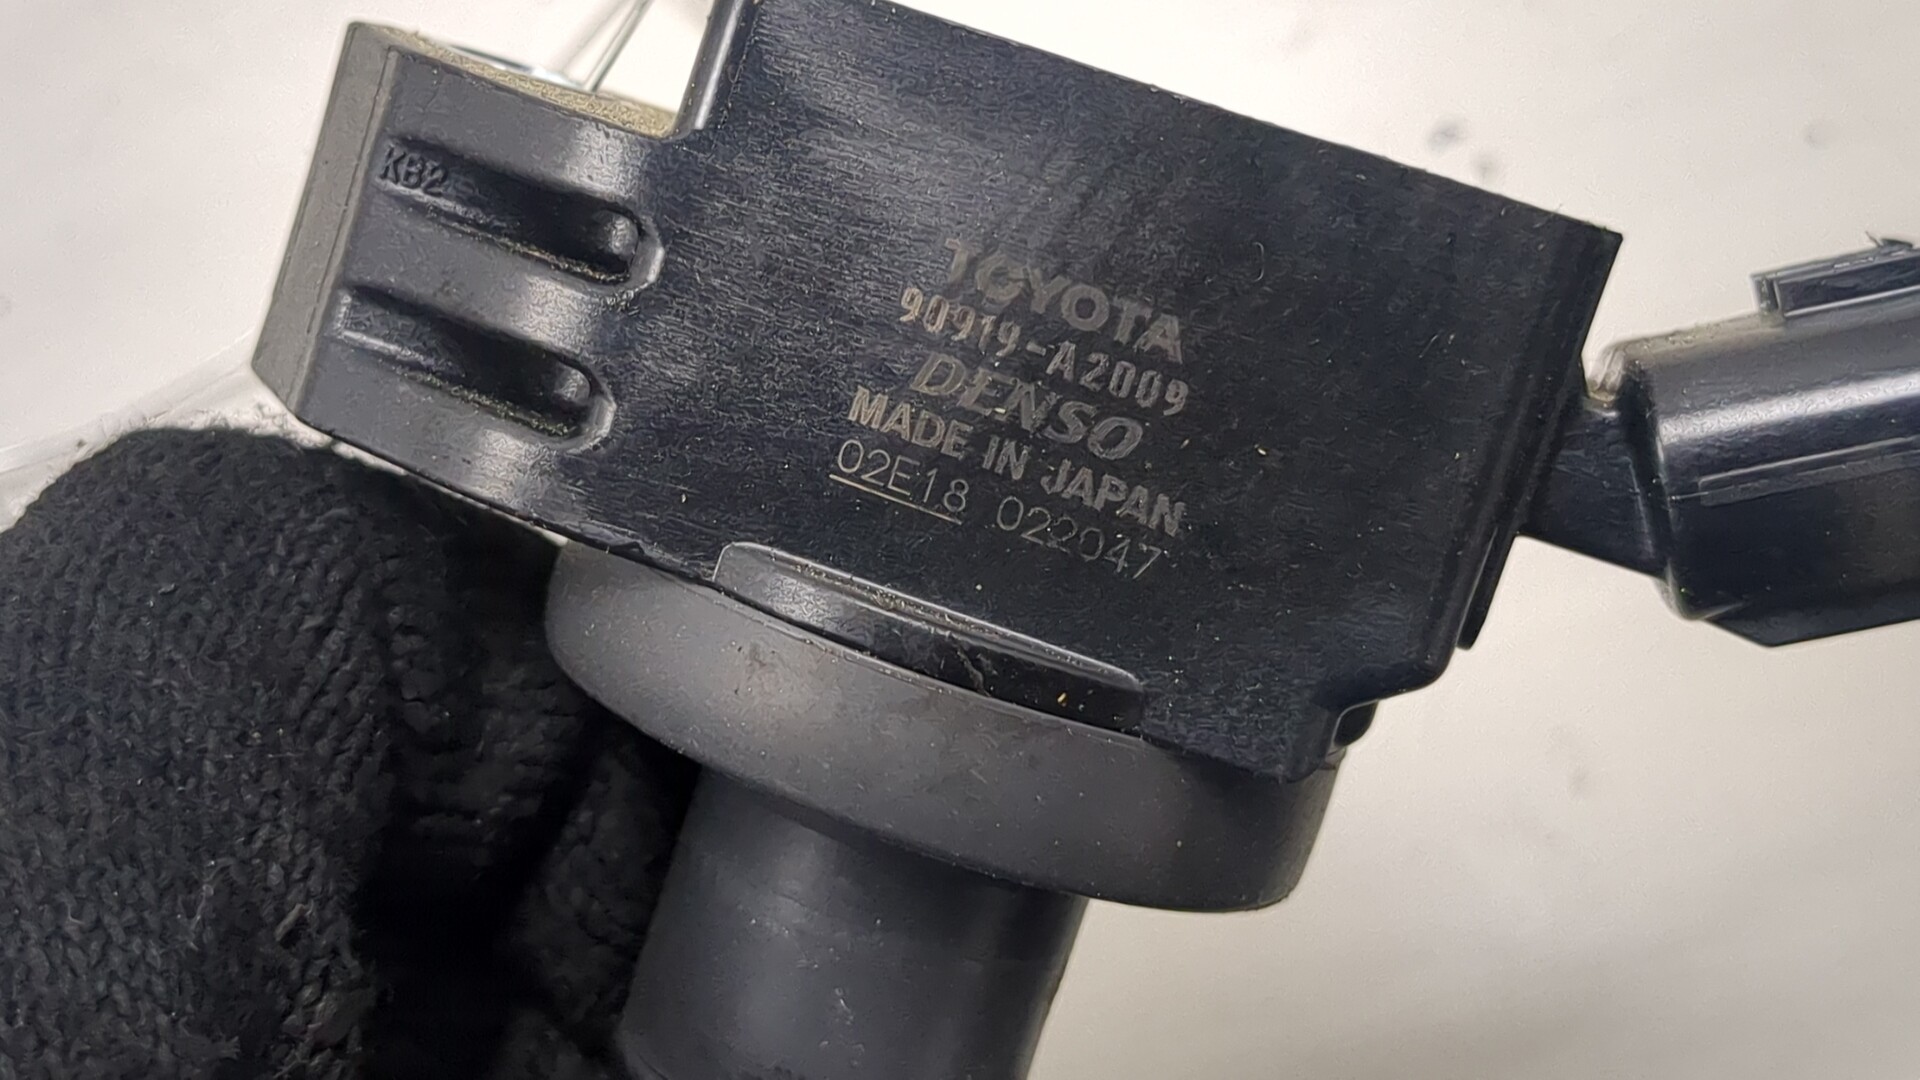 KB2
TOYOTA
90919-A2009
DENSO
MADE IN JAPAN
02E18 022047